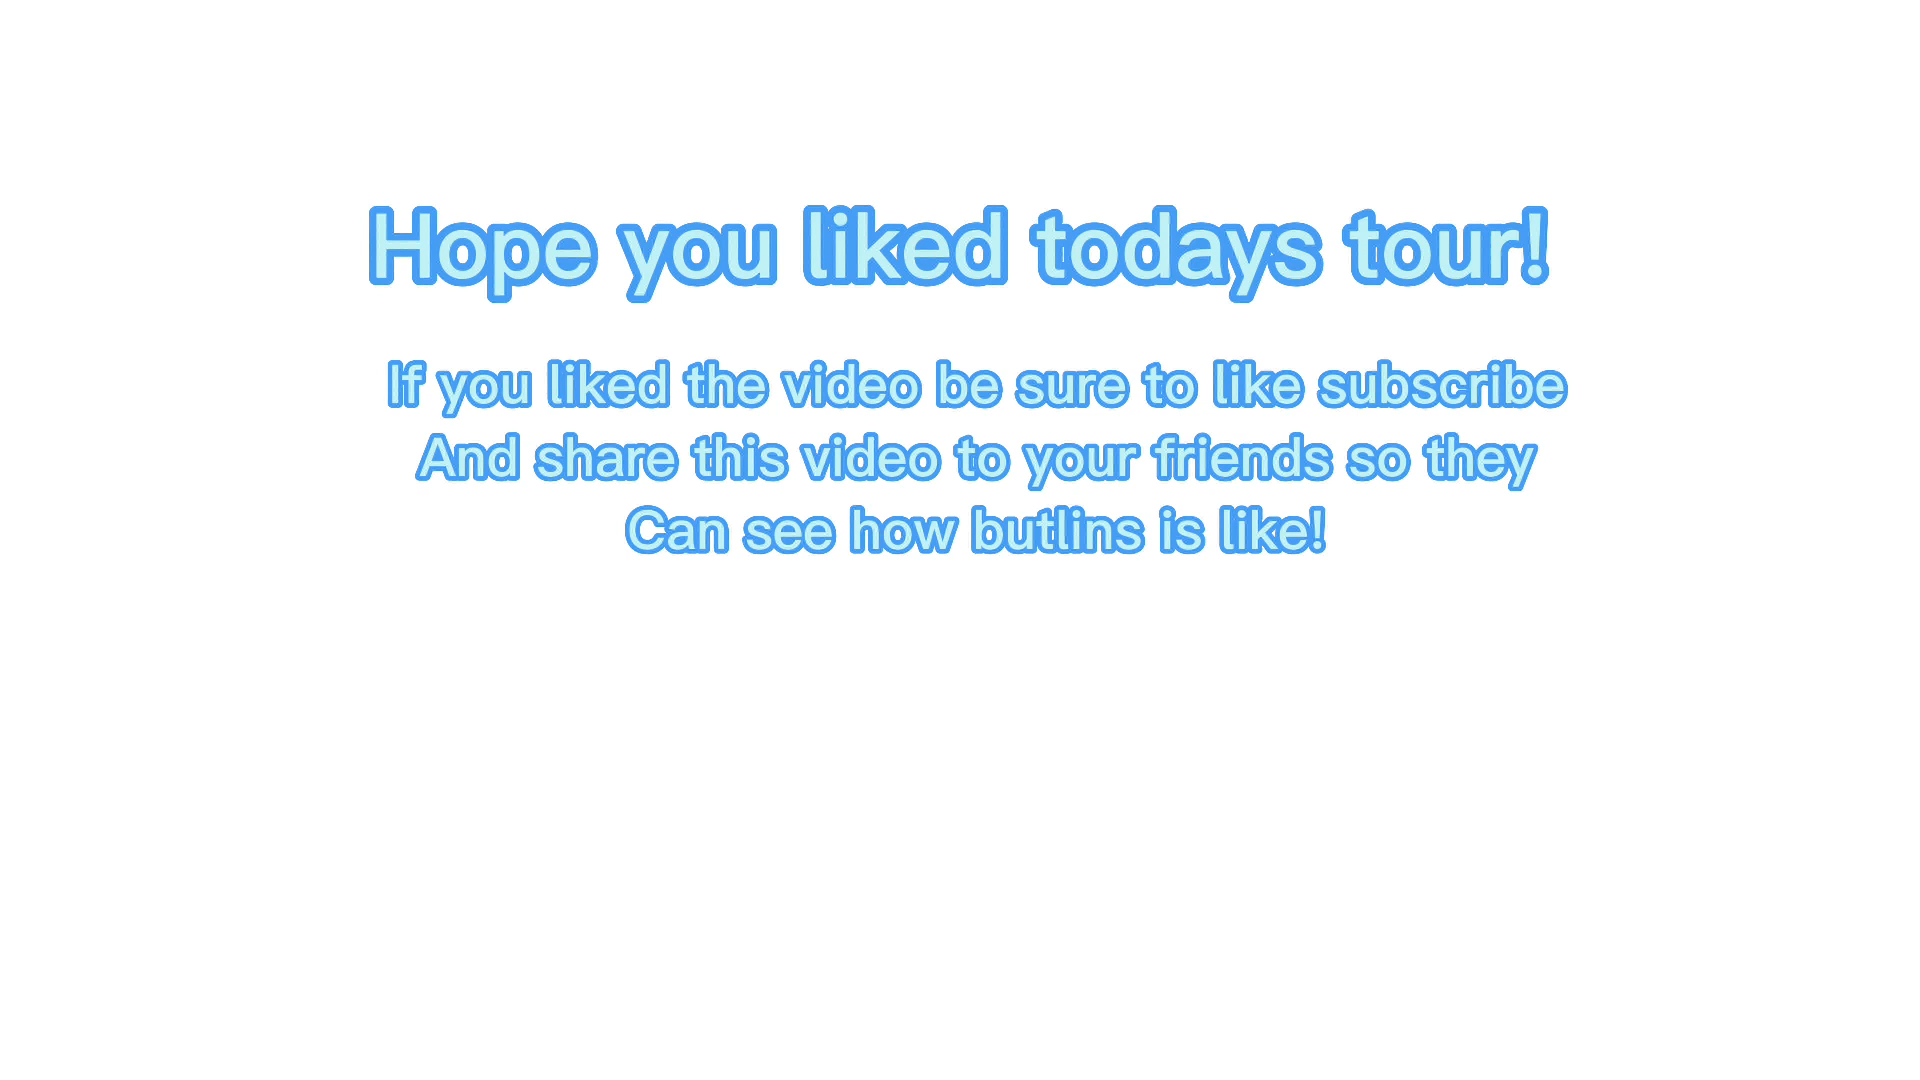 Hope you liked todays tour!
If you liked the video be sure to like subscribe
And share this video to your friends so they
Can see how butlins is like!